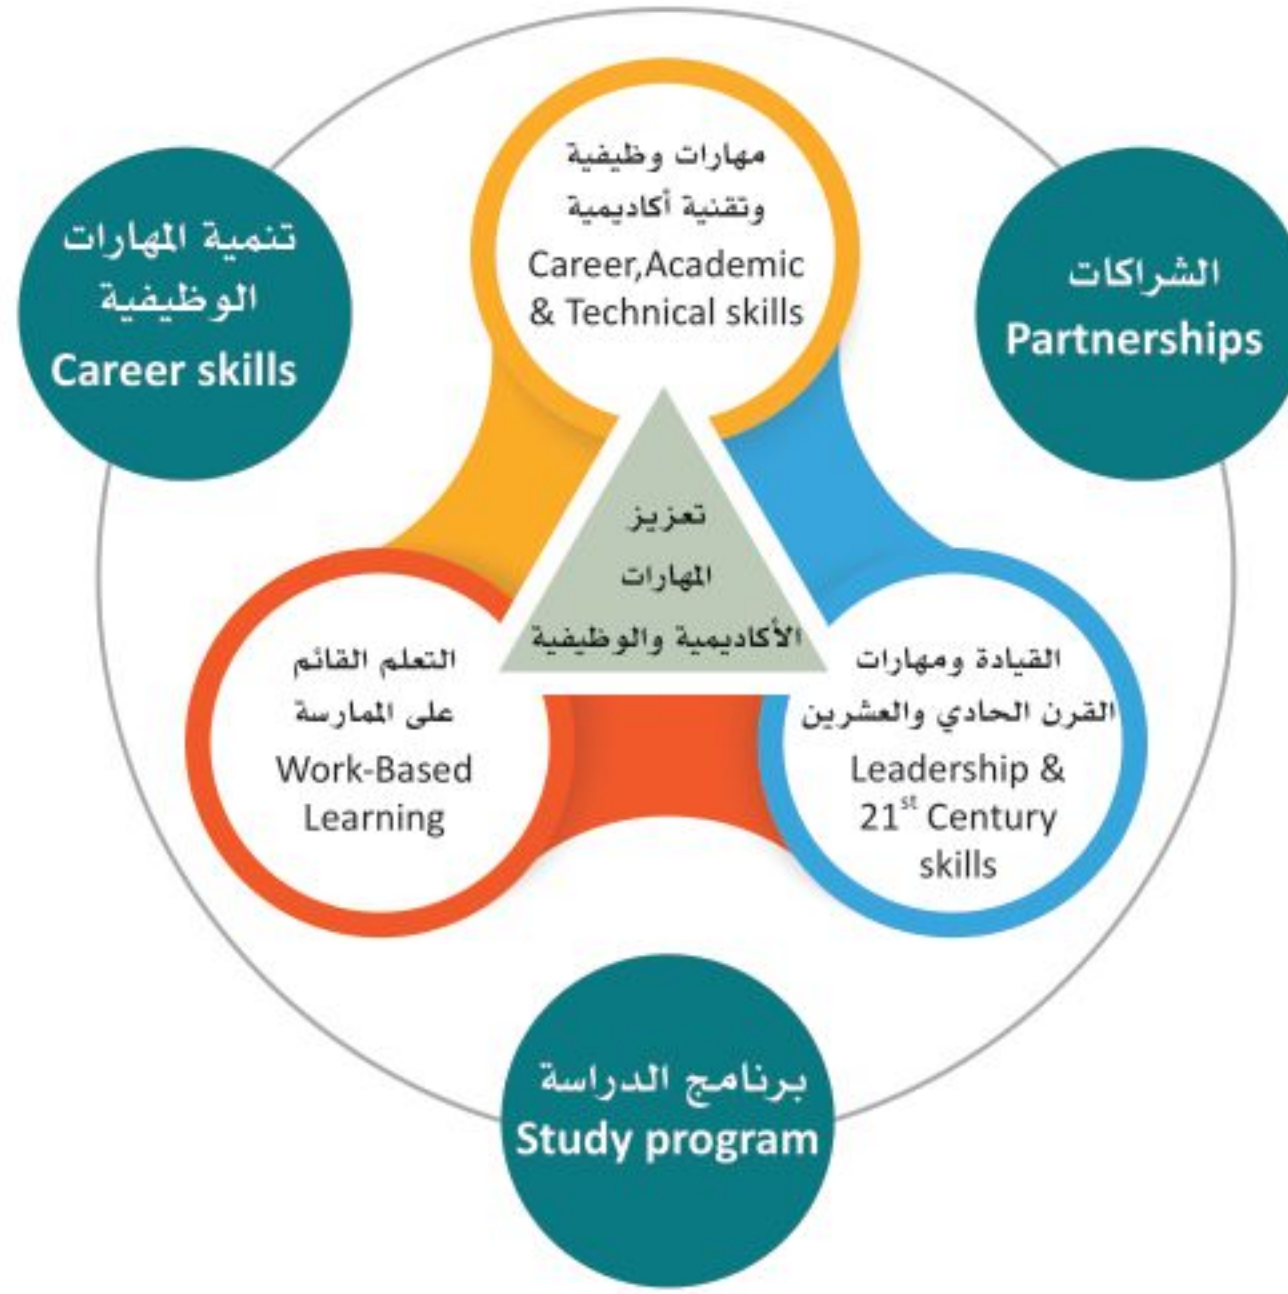 مهارات وظيفية
وتقنية أكاديمية
Career,Academic
& Technical skills
تنمية المهارات
الوظيفية
Career skills
الشراكات
Partnerships
تعزيز
المهارات
الأكاديمية والوظيفية
التعلم القائم
على الممارسة
Work-Based
Learning
القيادة ومهارات
القرن الحادي والعشرين
Leadership &
21st Century
skills
برنامج الدراسة
Study program